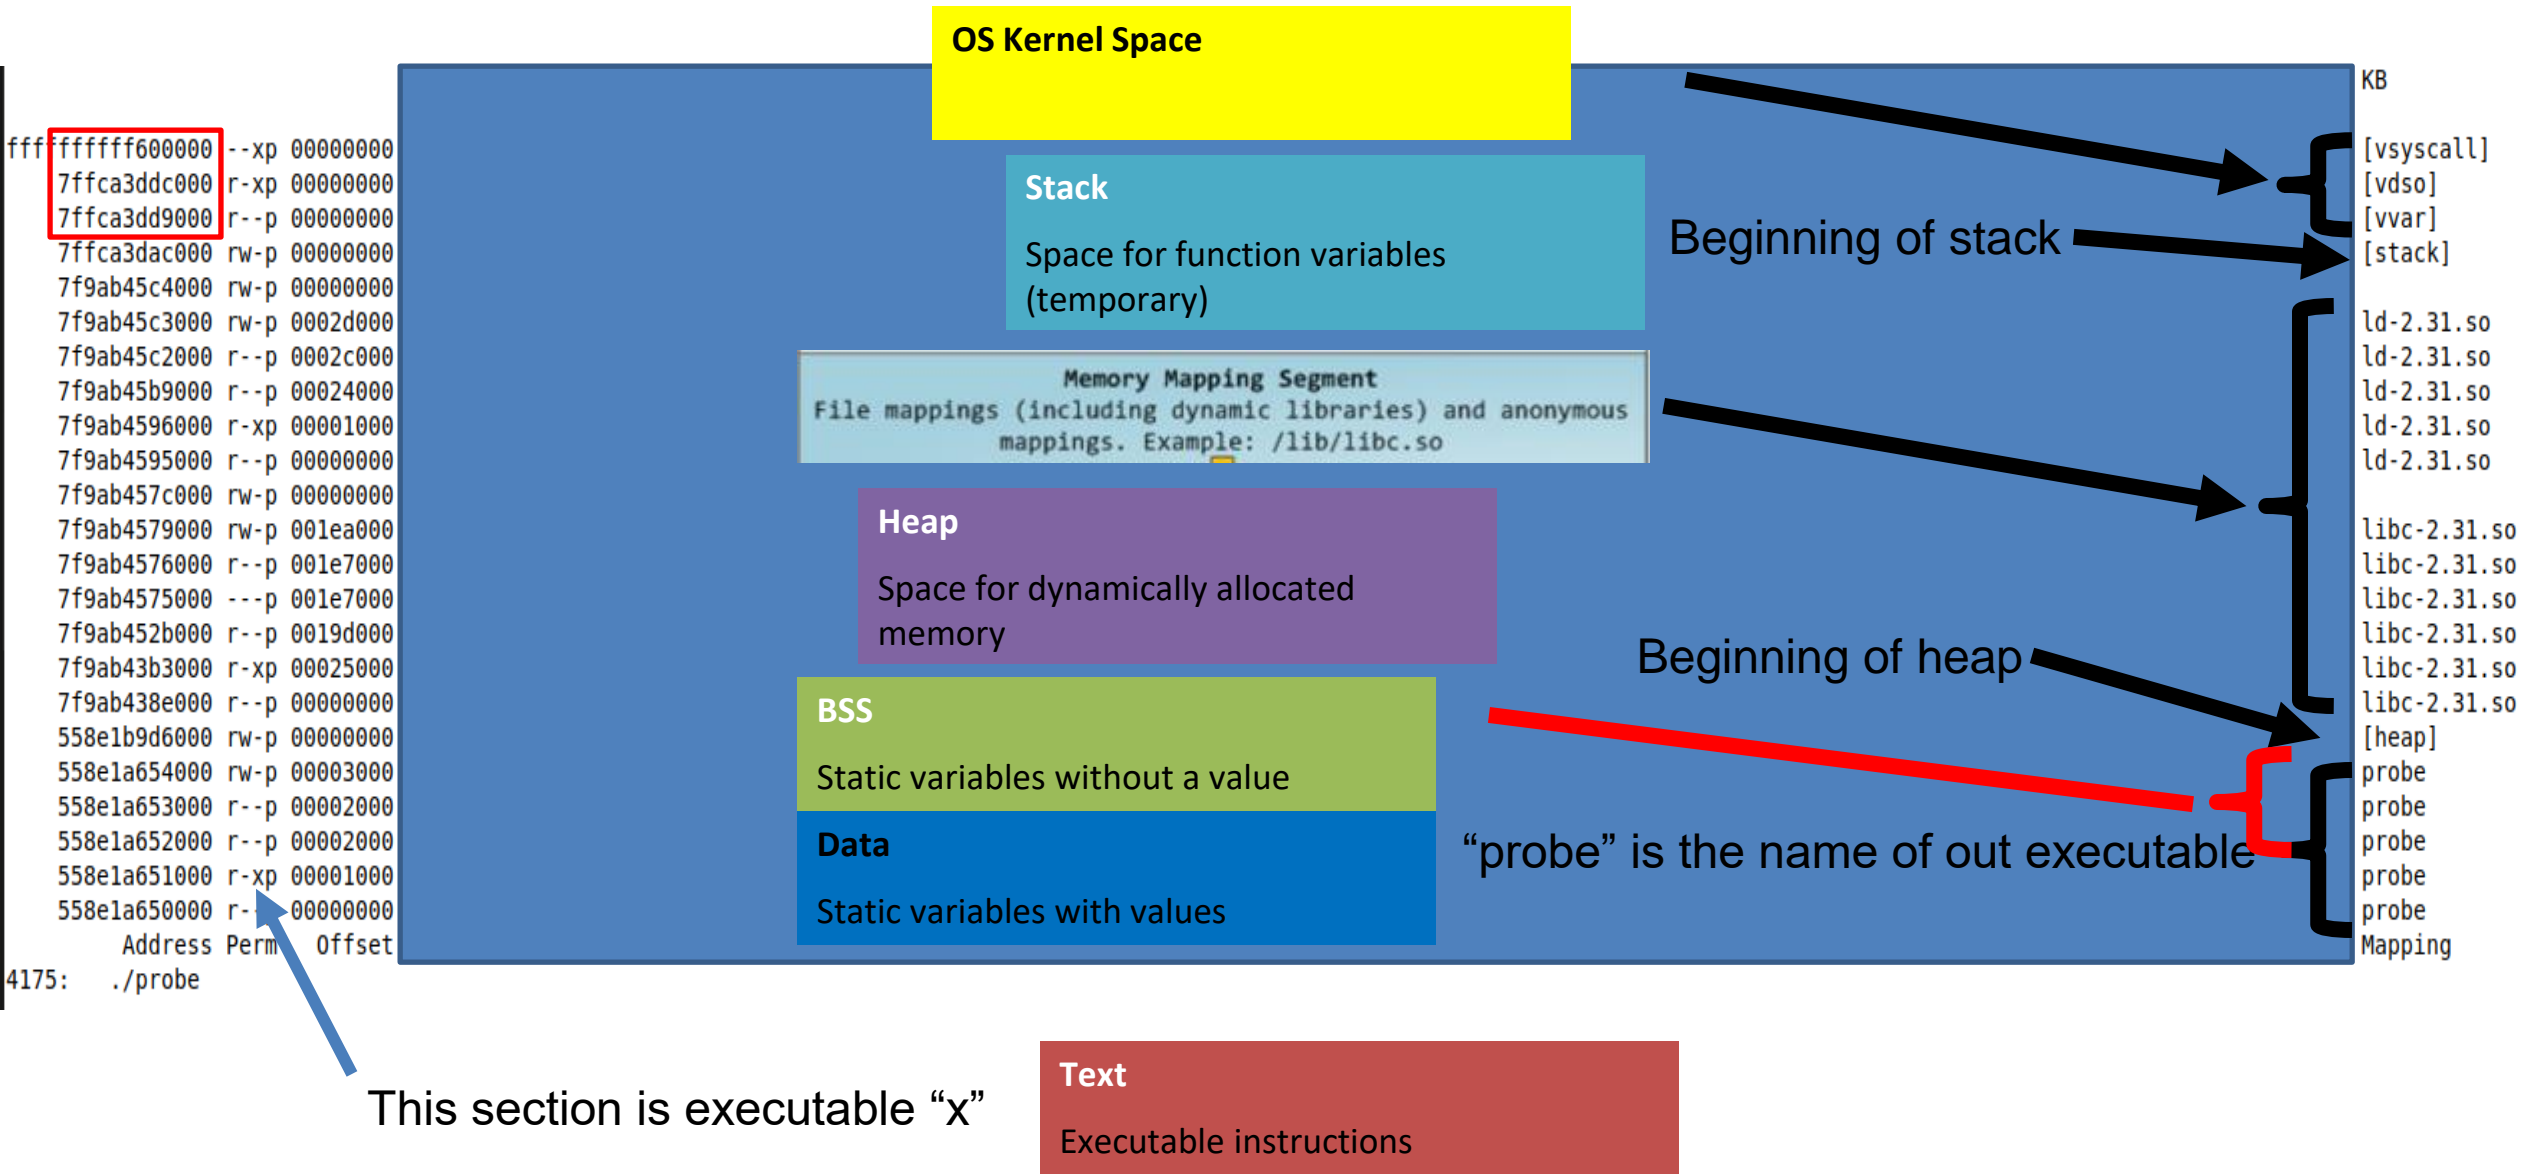 OS Kernel Space
KB
ffffffffff600000 --xp 00000000 [vsyscall]
7ffca3ddc000 r-xp 00000000 [vdso]
7ffca3dd9000 r--p 00000000 [vvar]
7ffca3dac000 rw-p 00000000 [stack]
7f9ab45c4000 rw-p 00000000
7f9ab45c3000 rw-p 0002d000 ld-2.31.so
7f9ab45c2000 r--p 0002c000 ld-2.31.so
7f9ab45b9000 r--p 00024000 ld-2.31.so
7f9ab4596000 r-xp 00001000 ld-2.31.so
7f9ab4595000 r--p 00000000 ld-2.31.so
7f9ab457c000 rw-p 00000000
7f9ab4579000 rw-p 001ea000 libc-2.31.so
7f9ab4576000 r--p 001e7000 libc-2.31.so
7f9ab4575000 ---p 001e7000 libc-2.31.so
7f9ab452b000 r--p 0019d000 libc-2.31.so
7f9ab43b3000 r-xp 00025000 libc-2.31.so
7f9ab438e000 r--p 00000000 libc-2.31.so
558e1b9d6000 rw-p 00000000 [heap]
558e1a654000 rw-p 00003000 probe
558e1a653000 r--p 00002000 probe
558e1a652000 r--p 00002000 probe
558e1a651000 r-xp 00001000 probe
558e1a650000 r-- 00000000 probe
Address Perm Offset Mapping
4175: ./probe
Stack
Space for function variables
(temporary)
Beginning of stack
Memory Mapping Segment
File mappings (including dynamic libraries) and anonymous
mappings. Example: /lib/libc.so
Heap
Space for dynamically allocated
memory
Beginning of heap
BSS
Static variables without a value
Data
Static variables with values
“probe” is the name of out executable
This section is executable “x”
Text
Executable instructions